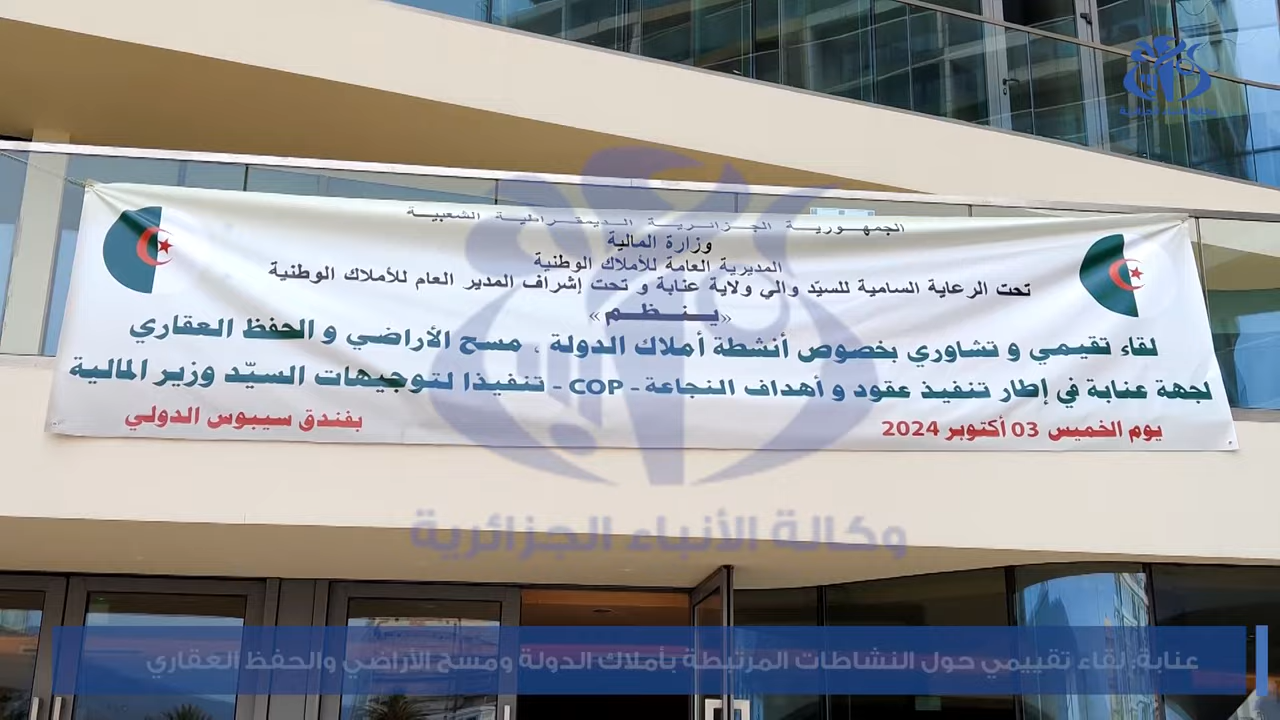 الجمهورية الجزائرية الديمقراطية الشعبية
وزارة المالية
المديرية العامة للأملاك الوطنية
تحت الرعاية السامية للسيّد والي ولاية عنابة و تحت إشراف المدير العام للأملاك الوطنية
«ينظم»
لقاء تقيمي و تشاوري بخصوص أنشطة أملاك الدولة ، مسح الأراضي و الحفظ العقاري
لجهة عنابة في إطار تنفيذ عقود و أهداف النجاعة - COP - تنفيذا لتوجيهات السيّد وزير المالية
يوم الخميس 03 أكتوبر 2024
بفندق سيبوس الدولي
وكالة الأنباء الجزائرية
عنابة: لقاء تقييمي حول النشاطات المرتبطة بأملاك الدولة ومسح الأراضي والحفظ العقاري